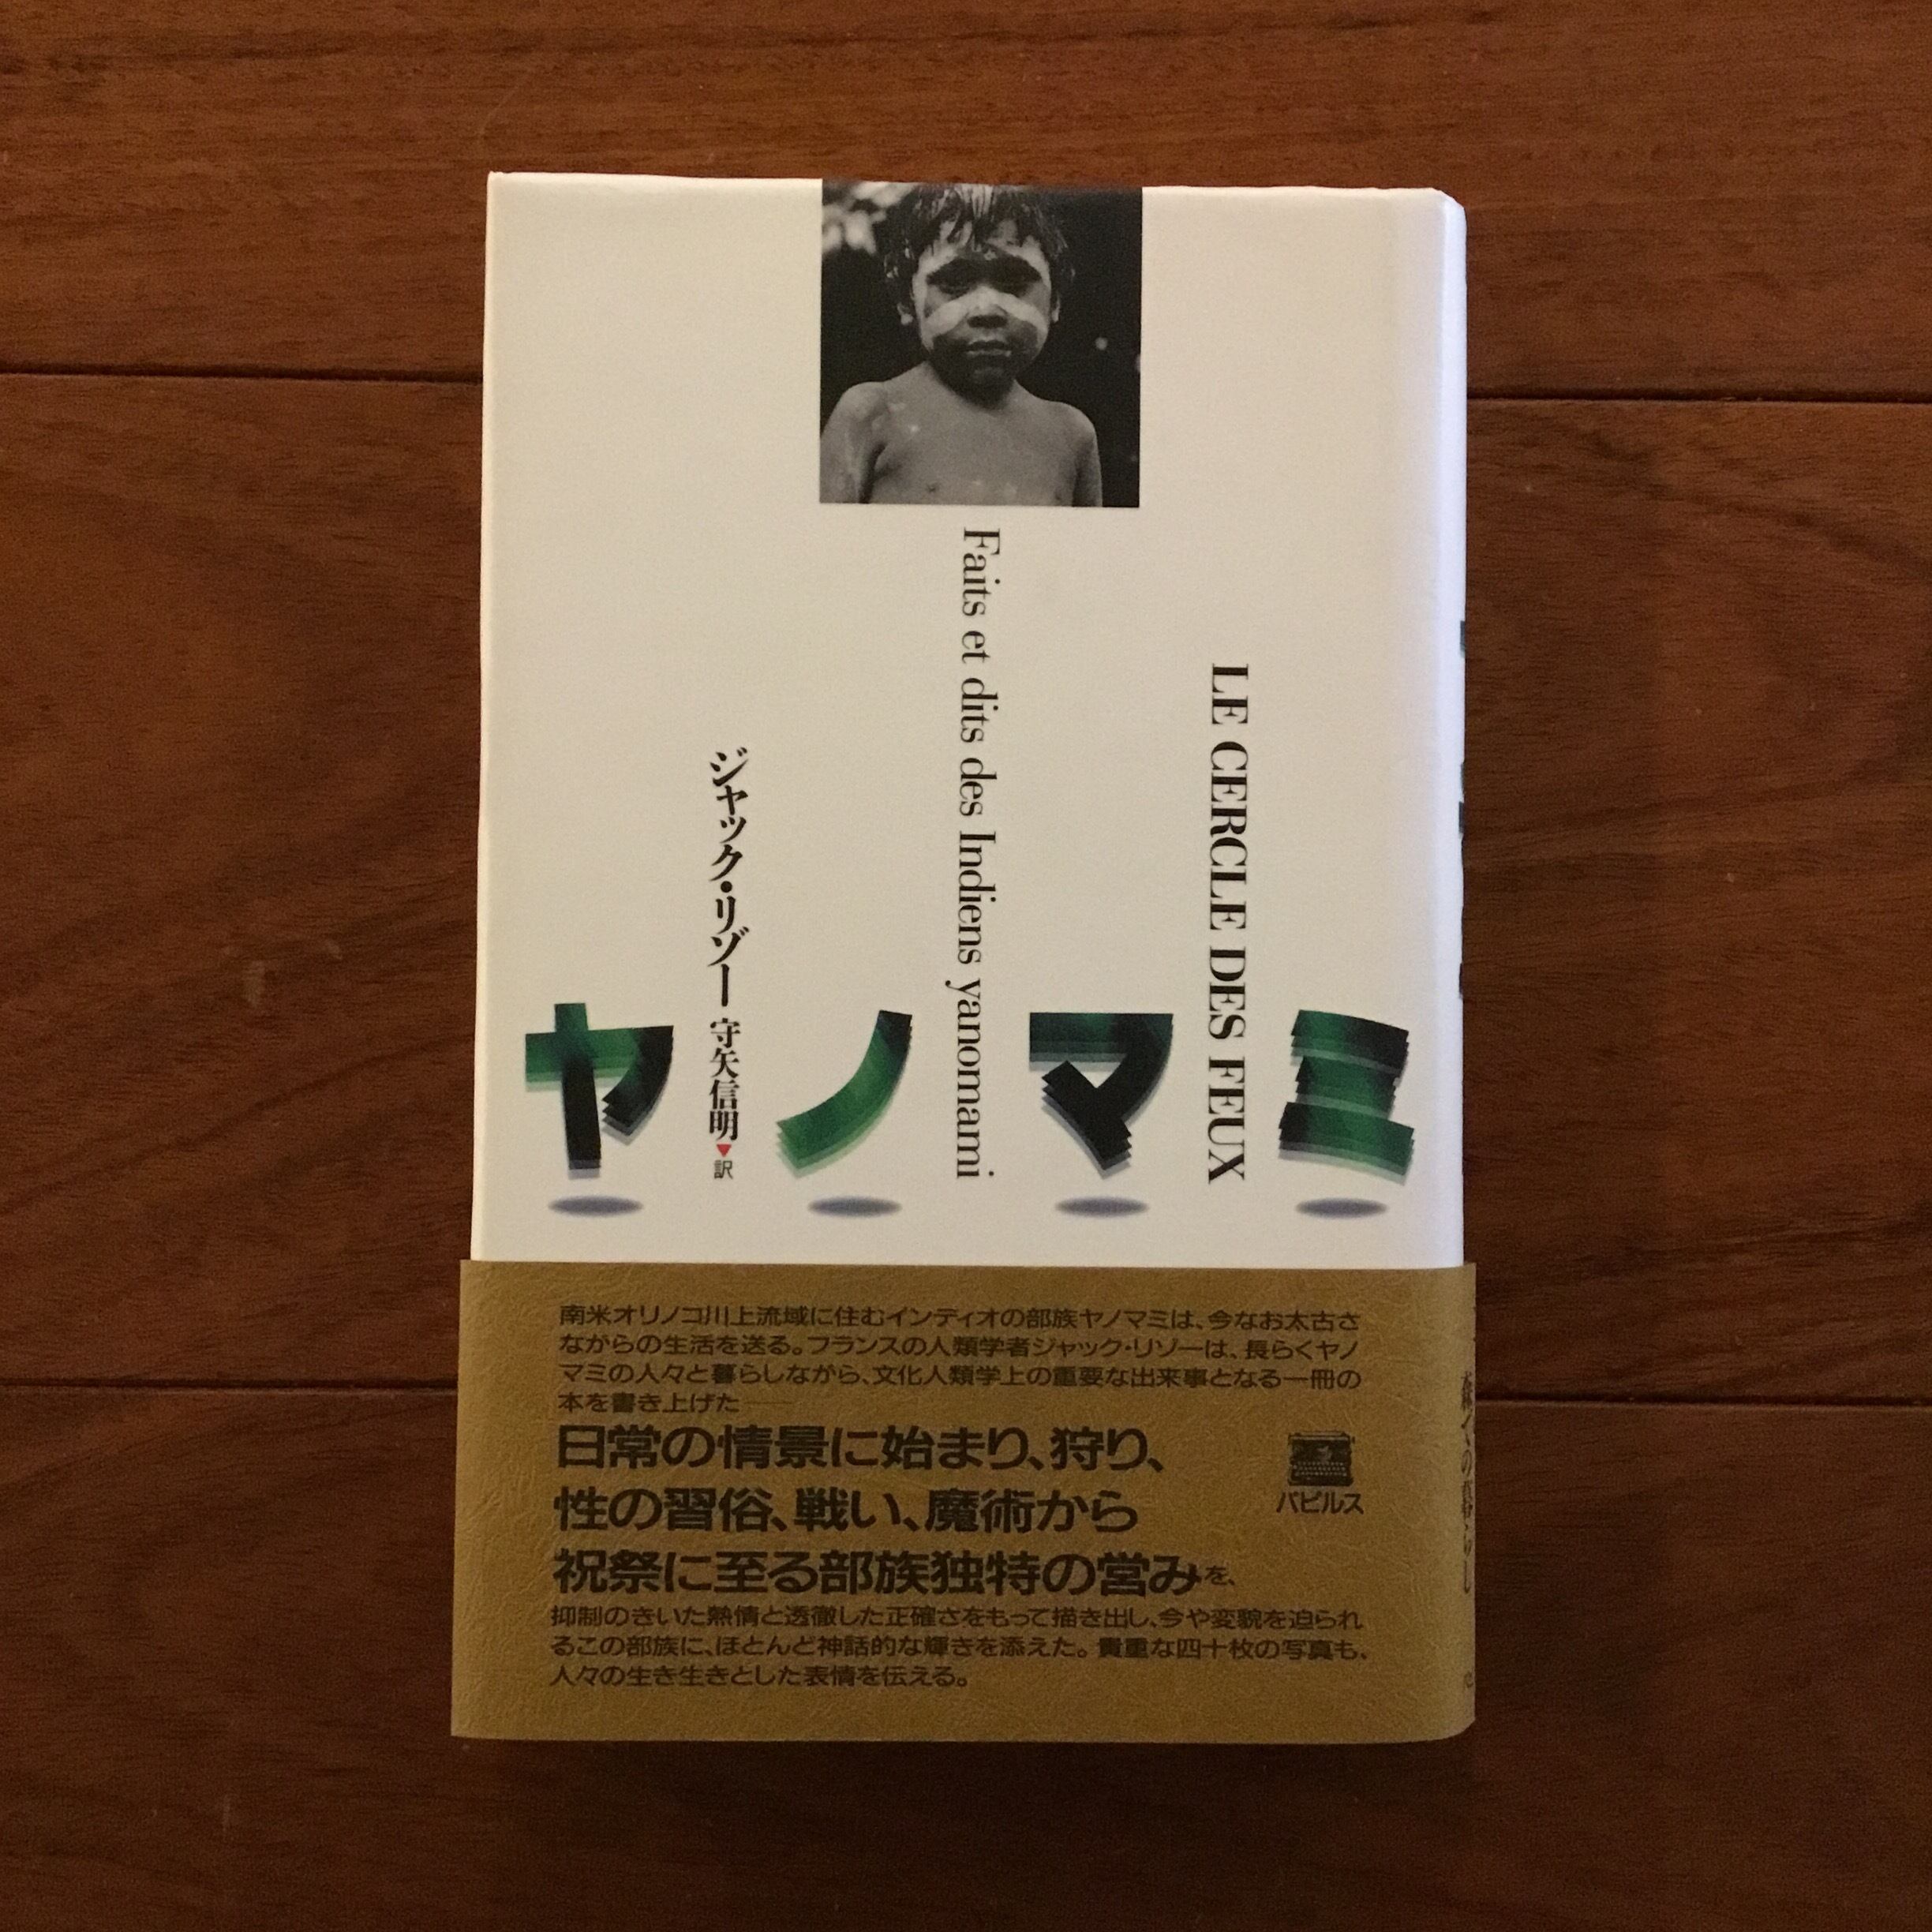 LE CERCLE DES FEUX
Faits et dits des Indiens yanomami
ジャック・リゾー 守矢信明▼訳
ヤノマミ
南米オリノコ川上流域に住むインディオの部族ヤノマミは、今なお太古さ
ながらの生活を送る。フランスの人類学者ジャック・リゾーは、長らくヤノ
マミの人々と暮らしながら、文化人類学上の重要な出来事となる一冊の
本を書き上げた──
日常の情景に始まり、狩り、
性の習俗、戦い、魔術から
祝祭に至る部族独特の営みを、
抑制のきいた熱情と透徹した正確さをもって描き出し、今や変貌を迫られ
るこの部族に、ほとんど神話的な輝きを添えた。貴重な四十枚の写真も、
人々の生き生きとした表情を伝える。
パピルス
森での暮らし